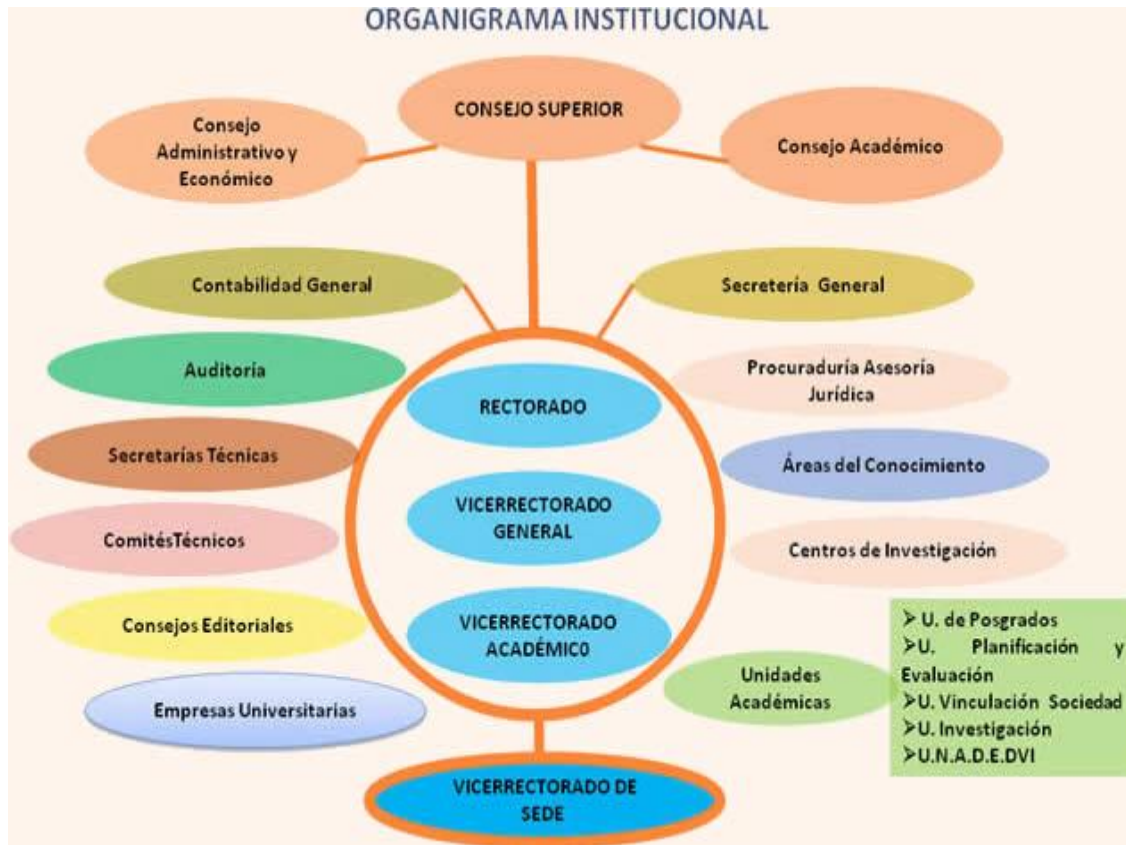 ORGANIGRAMA INSTITUCIONAL
CONSEJO SUPERIOR
Consejo
Administrativo y
Económico
Consejo Académico
Contabilidad General
Secretería General
Auditoría
Procuraduría Asesoría
Jurídica
RECTORADO
Secretarías Técnicas
Áreas del Conocimiento
VICERRECTORADO
GENERAL
ComitésTécnicos
Centros de Investigación
Consejos Editoriales
VICERRECTORADO
ACADÉMIC0
Unidades
Académicas
➢ U. de Posgrados
➢U. Planificación y
Evaluación
➢U. Vinculación Sociedad
➢U. Investigación
➢U.N.A.D.E.DVI
Empresas Universitarias
VICERRECTORADO DE
SEDE